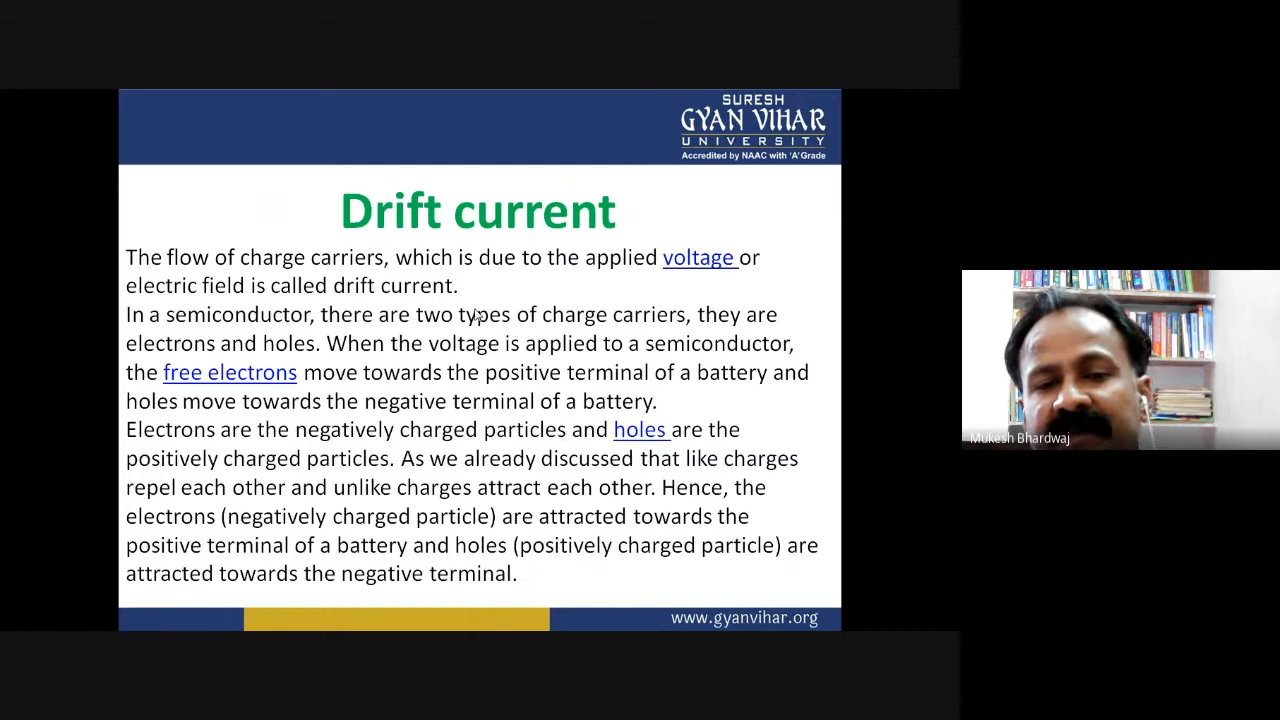 SURESH
GYAN VIHAR
UNIVERSITY
Accredited by NAAC with 'A' Grade
Drift current
The flow of charge carriers, which is due to the applied voltage or
electric field is called drift current.
In a semiconductor, there are two types of charge carriers, they are
electrons and holes. When the voltage is applied to a semiconductor,
the free electrons move towards the positive terminal of a battery and
holes move towards the negative terminal of a battery.
Electrons are the negatively charged particles and holes are the
positively charged particles. As we already discussed that like charges
repel each other and unlike charges attract each other. Hence, the
electrons (negatively charged particle) are attracted towards the
positive terminal of a battery and holes (positively charged particle) are
attracted towards the negative terminal.
www.gyanvihar.org
Mukesh Bhardwaj